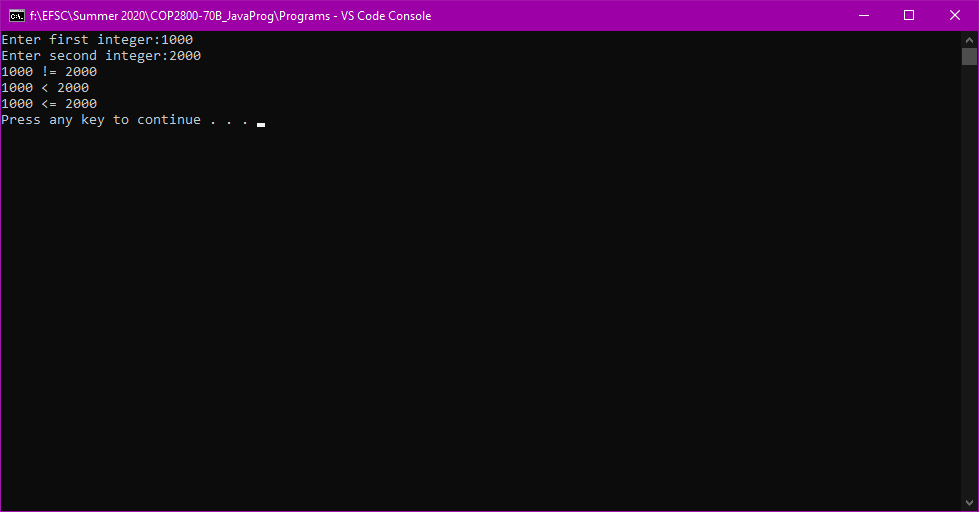 f:\EFSC\Summer 2020\COP2800-70B_JavaProg\Programs - VS Code Console
Enter first integer:1000
Enter second integer:2000
1000 != 2000
1000 < 2000
1000 <= 2000
Press any key to continue . . .